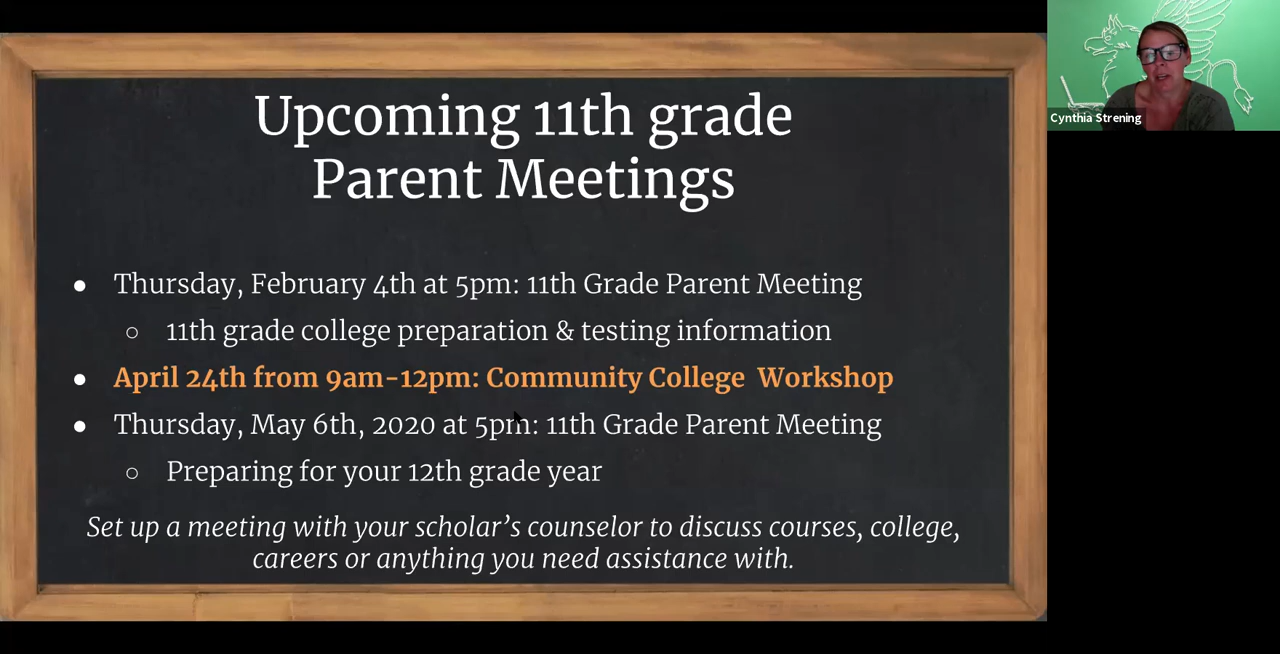 Upcoming 11th grade
Parent Meetings
● Thursday, February 4th at 5pm: 11th Grade Parent Meeting
○ 11th grade college preparation & testing information
● April 24th from 9am-12pm: Community College Workshop
● Thursday, May 6th, 2020 at 5pm: 11th Grade Parent Meeting
○ Preparing for your 12th grade year
Set up a meeting with your scholar's counselor to discuss courses, college,
careers or anything you need assistance with.
Cynthia Strening